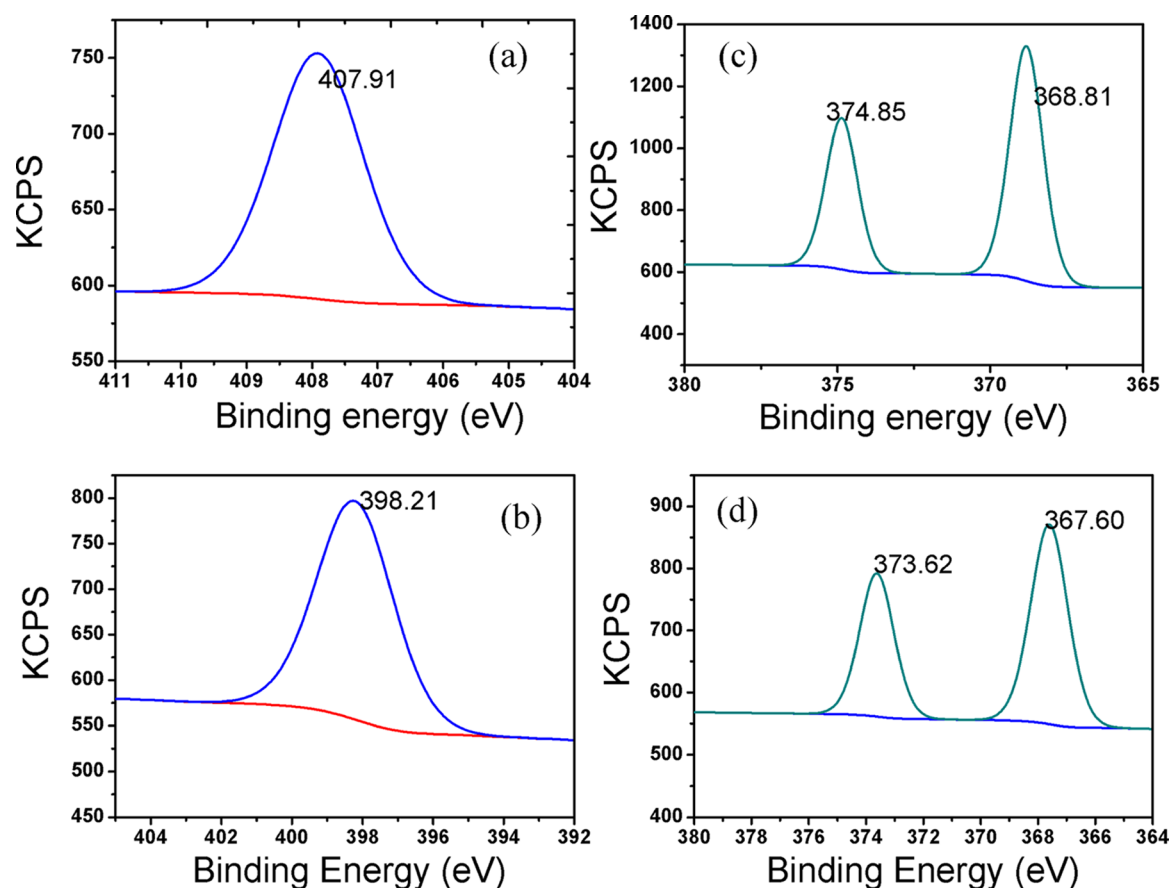 (a)
407.91
KCPS
750
700
650
600
550
411 410 409 408 407 406 405 404
Binding energy (eV)
(c)
374.85
368.81
KCPS
1400
1200
1000
800
600
400
380 375 370 365
Binding energy (eV)
(b)
398.21
KCPS
800
750
700
650
600
550
500
450
404 402 400 398 396 394 392
Binding Energy (eV)
(d)
373.62
367.60
KCPS
900
800
700
600
500
400
380 378 376 374 372 370 368 366 364
Binding Energy (eV)